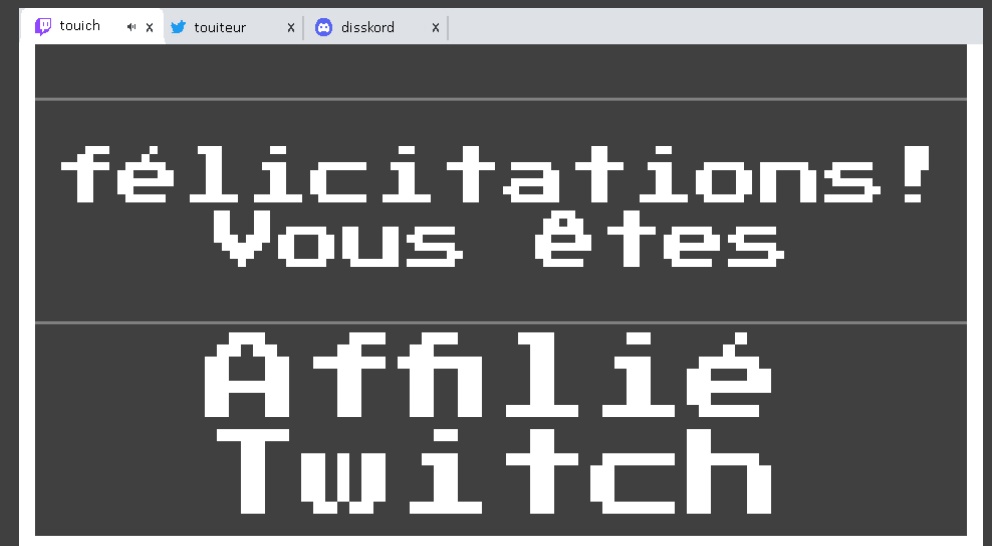 touich x touiteur x disskord x
félicitations!
Vous êtes
Affilié
Twitch